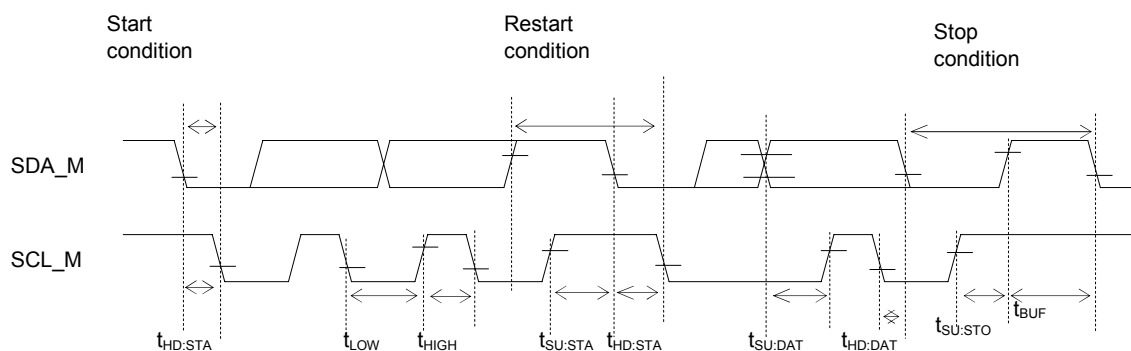 Start
condition
Restart
condition
Stop
condition
SDA_M
SCL_M
tHD:STA
tLOW
tHIGH
tSU:STA
tHD:STA
tSU:DAT
tHD:DAT
tSU:STO
tBUF